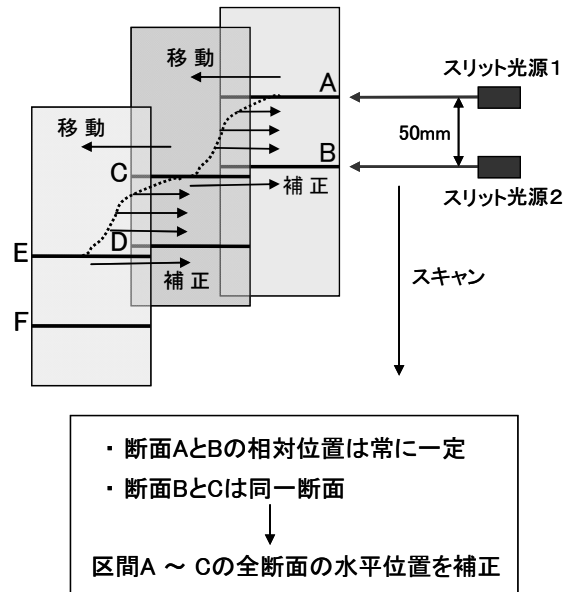 移 動
A
スリット光源1
移 動
50mm
B
C
補 正
スリット光源2
D
E
補 正
スキャン
F
・ 断面AとBの相対位置は常に一定
・ 断面BとCは同一断面
区間A ～ Cの全断面の水平位置を補正